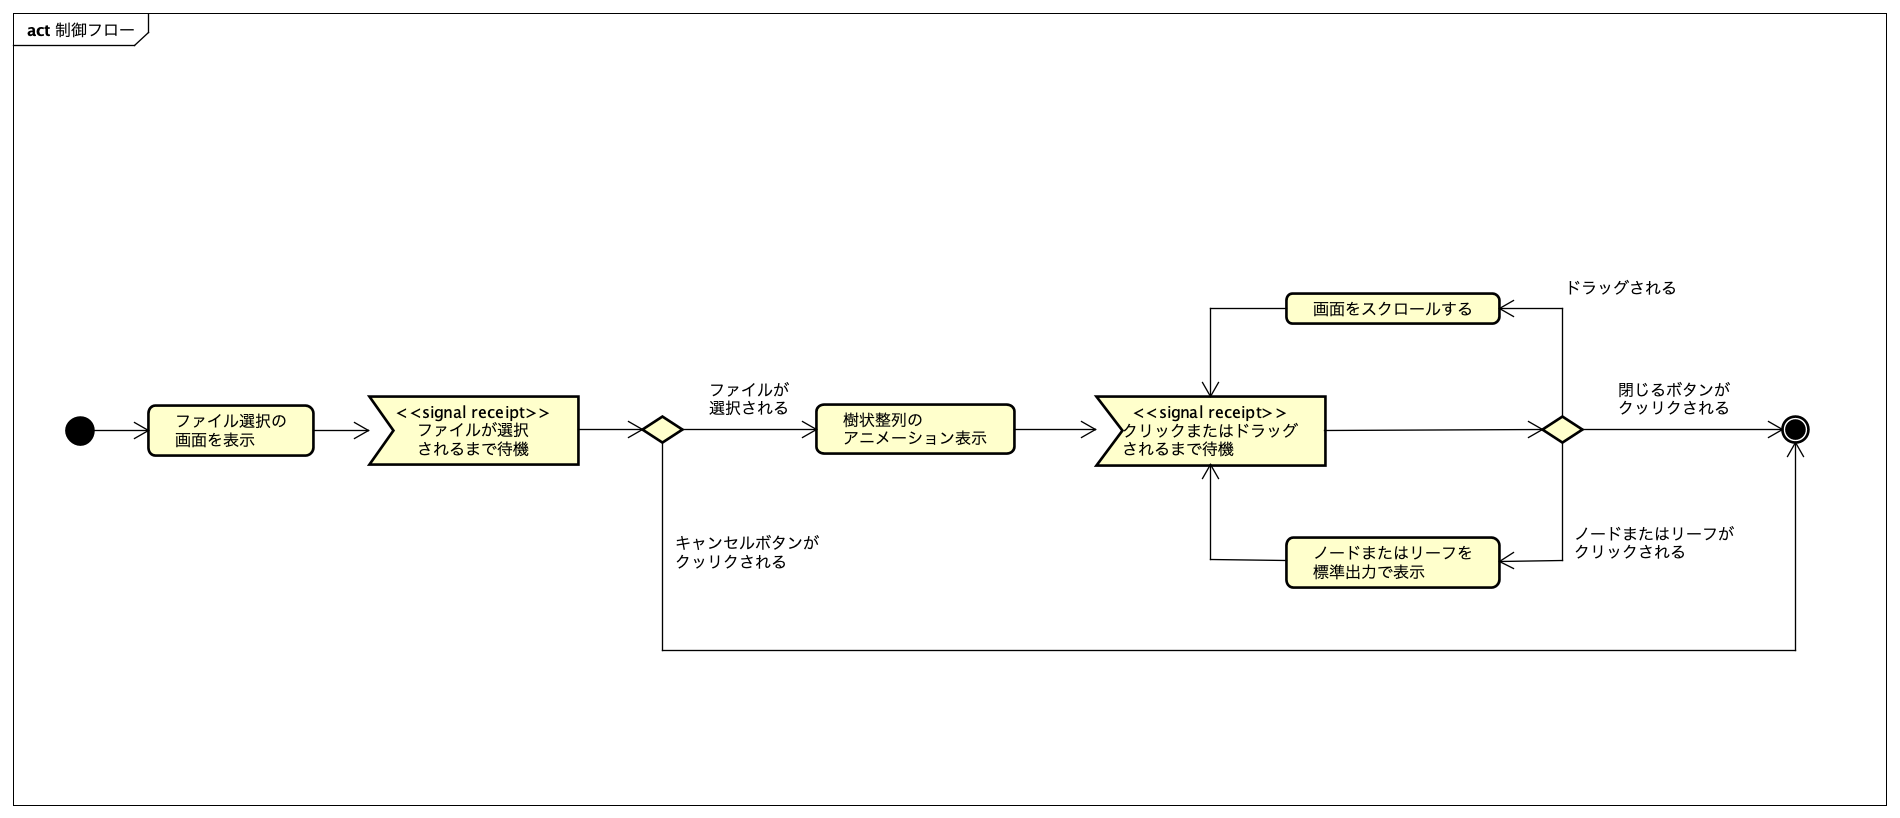 act 制御フロー
ファイル選択の
画面を表示
<<signal receipt>>
ファイルが選択
されるまで待機
ファイルが
選択される
キャンセルボタンが
クッリクされる
樹状整列の
アニメーション表示
<<signal receipt>>
クリックまたはドラッグ
されるまで待機
画面をスクロールする
ドラッグされる
閉じるボタンが
クッリクされる
ノードまたはリーフを
標準出力で表示
ノードまたはリーフが
クリックされる